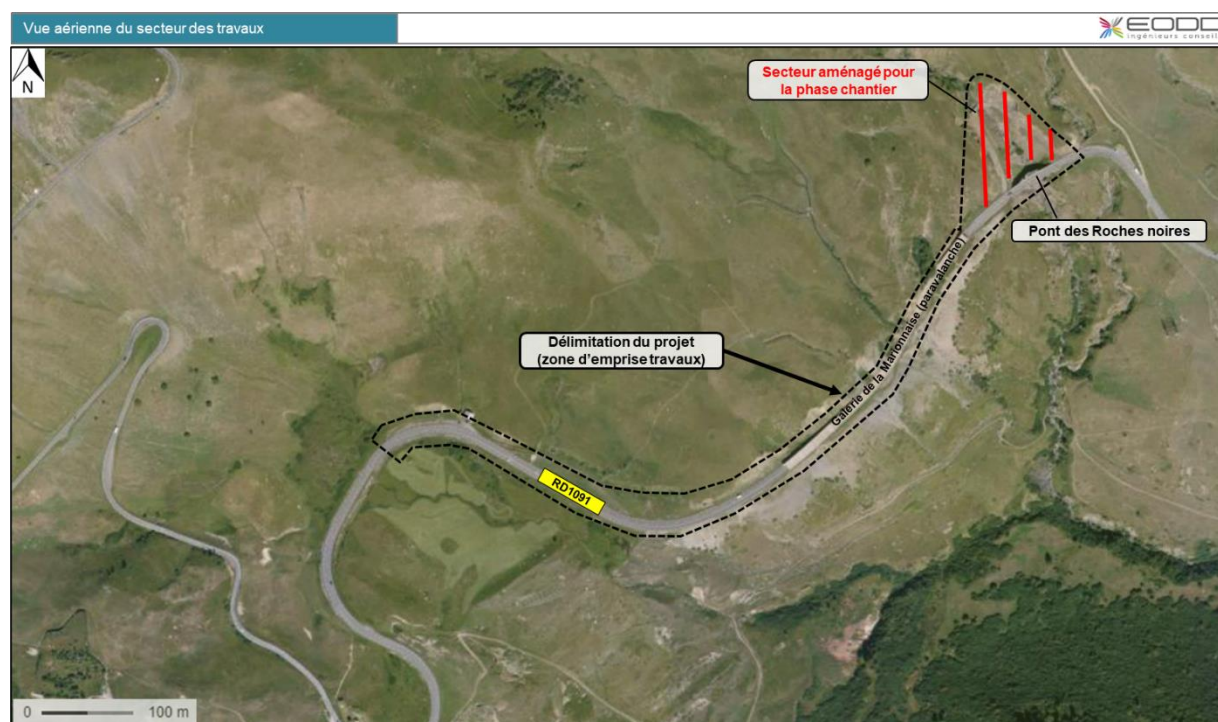 Vue aérienne du secteur des travaux
EODD
ingénieurs conseil
N
Secteur aménagé pour
la phase chantier
Pont des Roches noires
Galerie de la Marionnaise (paravalanche)
Délimitation du projet
(zone d'emprise travaux)
RD1091
0 100 m